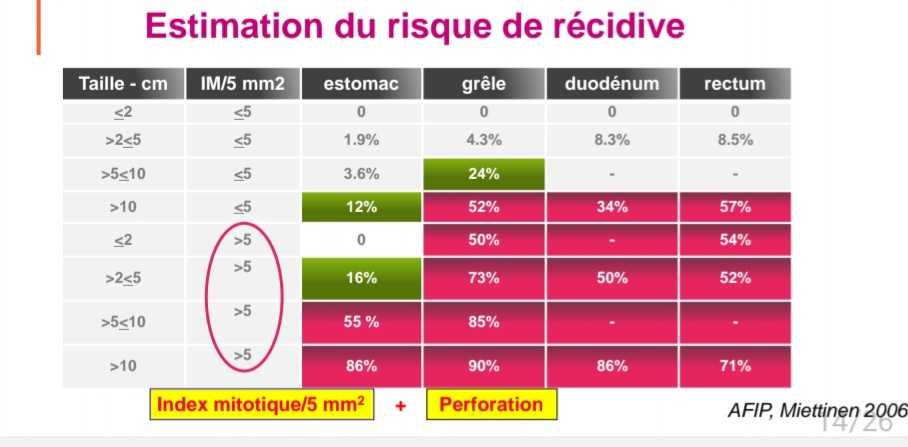 Estimation du risque de récidive
Taille - cm IM/5 mm2 estomac grêle duodénum rectum
≤2 ≤5 0 0 0 0
>2≤5 ≤5 1.9% 4.3% 8.3% 8.5%
>5≤10 ≤5 3.6% 24% - -
>10 ≤5 12% 52% 34% 57%
≤2 >5 0 50% - 54%
>2≤5 >5 16% 73% 50% 52%
>5≤10 >5 55 % 85% - -
>10 >5 86% 90% 86% 71%
Index mitotique/5 mm² + Perforation
AFIP, Miettinen 2006
14/26